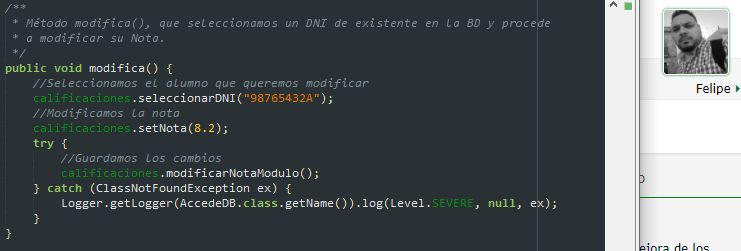 /**
 * Método modifica(), que seleccionamos un DNI de existente en la BD y procede
 * a modificar su Nota.
 */
public void modifica() {
    //Seleccionamos el alumno que queremos modificar
    calificaciones.seleccionarDNI("98765432A");
    //Modificamos la nota
    calificaciones.setNota(8.2);
    try {
        //Guardamos los cambios
        calificaciones.modificarNotaModulo();
    } catch (ClassNotFoundException ex) {
        Logger.getLogger(AccedeDB.class.getName()).log(Level.SEVERE, null, ex);
    }
}
Felipe
de los